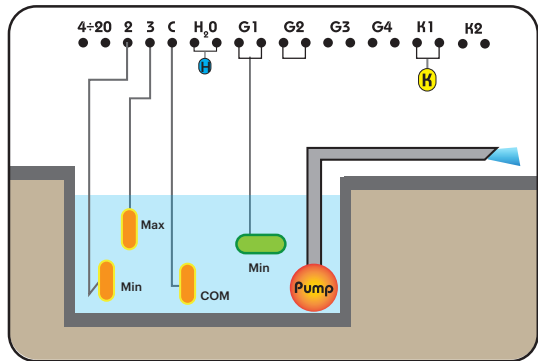 4÷20 2 3 C H2O G1 G2 G3 G4 K1 K2
H K
Max
Min
Min
COM
Pump